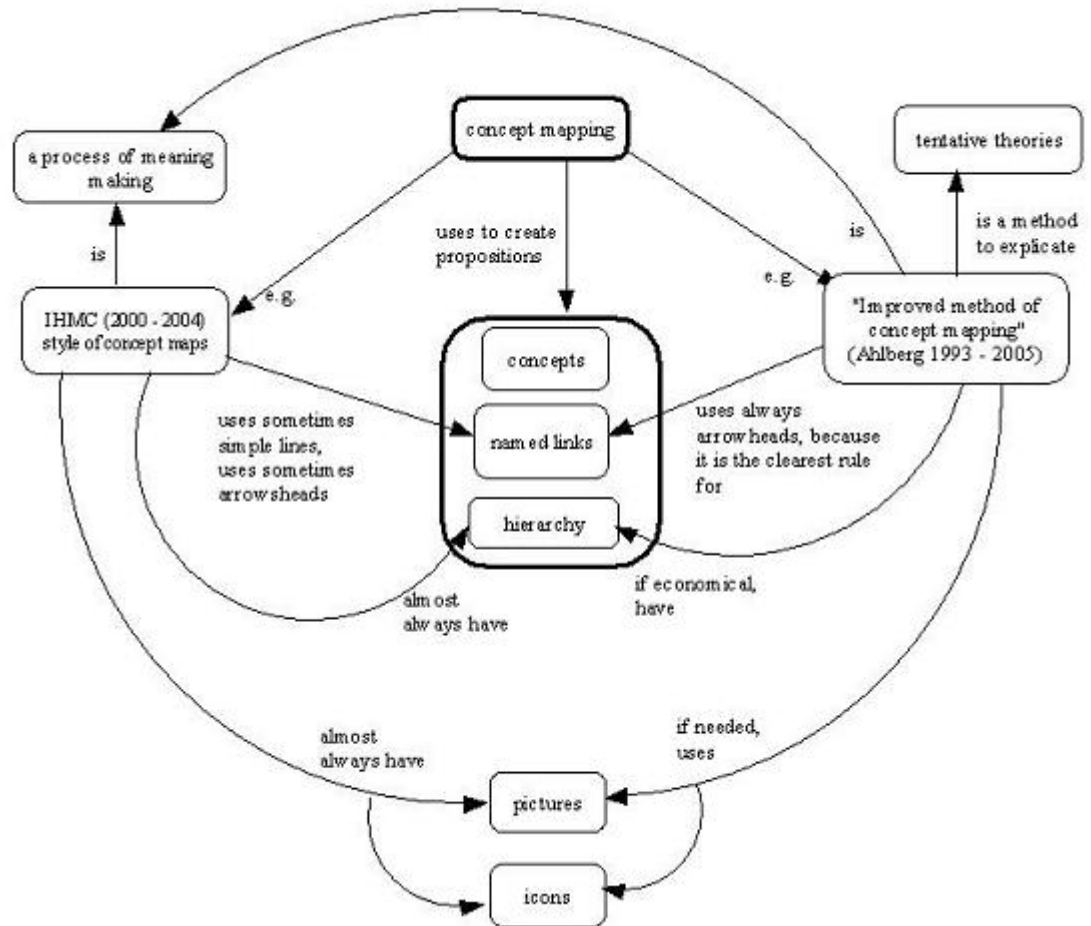 concept mapping
a process of meaning
making
tentative theories
uses to create
propositions
is
is a method
to explicate
is
e.g.
e.g.
IHMC (2000 - 2004)
style of concept maps
"Improved method of
concept mapping"
(Ahlberg 1993 - 2005)
concepts
named links
hierarchy
uses sometimes
simple lines,
uses sometimes
arrowsheads
uses always
arrowheads, because
it is the clearest rule
for
almost
always have
if economical,
have
almost
always have
if needed,
uses
pictures
icons